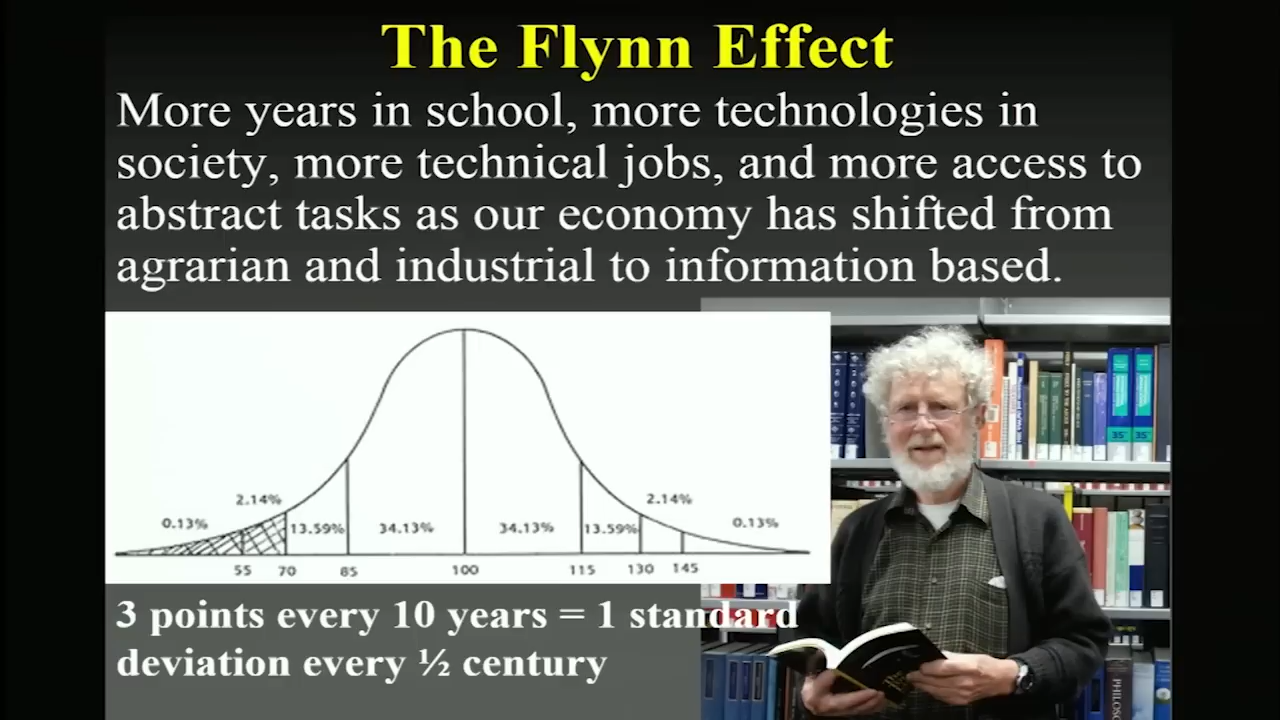 The Flynn Effect
More years in school, more technologies in
society, more technical jobs, and more access to
abstract tasks as our economy has shifted from
agrarian and industrial to information based.
2.14% 2.14%
0.13% 13.59% 34.13% 34.13% 13.59% 0.13%
55 70 85 100 115 130 145
35 35
3 points every 10 years = 1 standard
deviation every ½ century